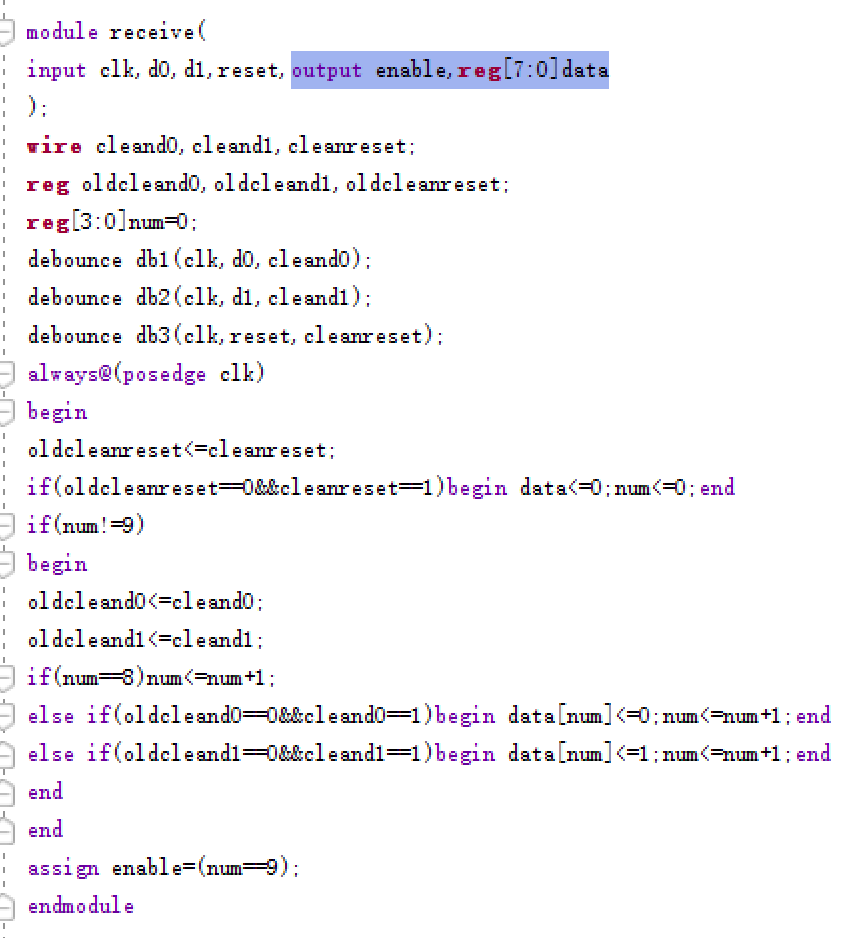 module receive(
input clk,d0,d1,reset,output enable,reg[7:0]data
);
wire cleand0,cleand1,cleanreset;
reg oldcleand0,oldcleand1,oldcleanreset;
reg[3:0]num=0;
debounce db1(clk,d0,cleand0);
debounce db2(clk,d1,cleand1);
debounce db3(clk,reset,cleanreset);
always@(posedge clk)
begin
oldcleanreset<=cleanreset;
if(oldcleanreset==0&&cleanreset==1)begin data<=0;num<=0;end
if(num!=9)
begin
oldcleand0<=cleand0;
oldcleand1<=cleand1;
if(num==8)num<=num+1;
else if(oldcleand0==0&&cleand0==1)begin data[num]<=0;num<=num+1;end
else if(oldcleand1==0&&cleand1==1)begin data[num]<=1;num<=num+1;end
end
end
assign enable=(num==9);
endmodule